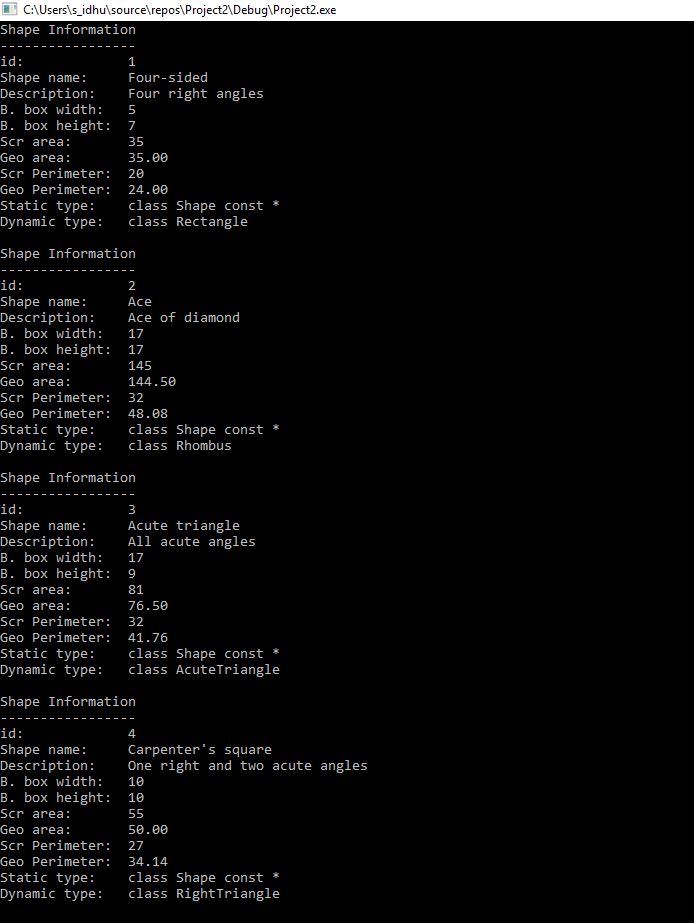 C:\Users\s_idhu\source\repos\Project2\Debug\Project2.exe
Shape Information
-----------------
id:             1
Shape name:     Four-sided
Description:    Four right angles
B. box width:   5
B. box height:  7
Scr area:       35
Geo area:       35.00
Scr Perimeter:  20
Geo Perimeter:  24.00
Static type:    class Shape const *
Dynamic type:   class Rectangle

Shape Information
-----------------
id:             2
Shape name:     Ace
Description:    Ace of diamond
B. box width:   17
B. box height:  17
Scr area:       145
Geo area:       144.50
Scr Perimeter:  32
Geo Perimeter:  48.08
Static type:    class Shape const *
Dynamic type:   class Rhombus

Shape Information
-----------------
id:             3
Shape name:     Acute triangle
Description:    All acute angles
B. box width:   17
B. box height:  9
Scr area:       81
Geo area:       76.50
Scr Perimeter:  32
Geo Perimeter:  41.76
Static type:    class Shape const *
Dynamic type:   class AcuteTriangle

Shape Information
-----------------
id:             4
Shape name:     Carpenter's square
Description:    One right and two acute angles
B. box width:   10
B. box height:  10
Scr area:       55
Geo area:       50.00
Scr Perimeter:  27
Geo Perimeter:  34.14
Static type:    class Shape const *
Dynamic type:   class RightTriangle